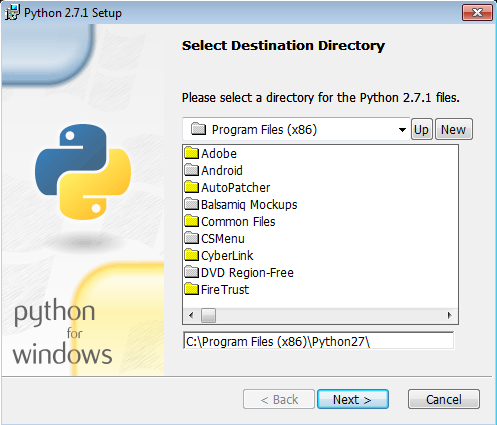 Python 2.7.1 Setup
Select Destination Directory
Please select a directory for the Python 2.7.1 files.
Program Files (x86)
Up
New
Adobe
Android
AutoPatcher
Balsamiq Mockups
Common Files
CSMenu
CyberLink
DVD Region-Free
FireTrust
python
for
windows
C:\Program Files (x86)\Python27\
< Back
Next >
Cancel